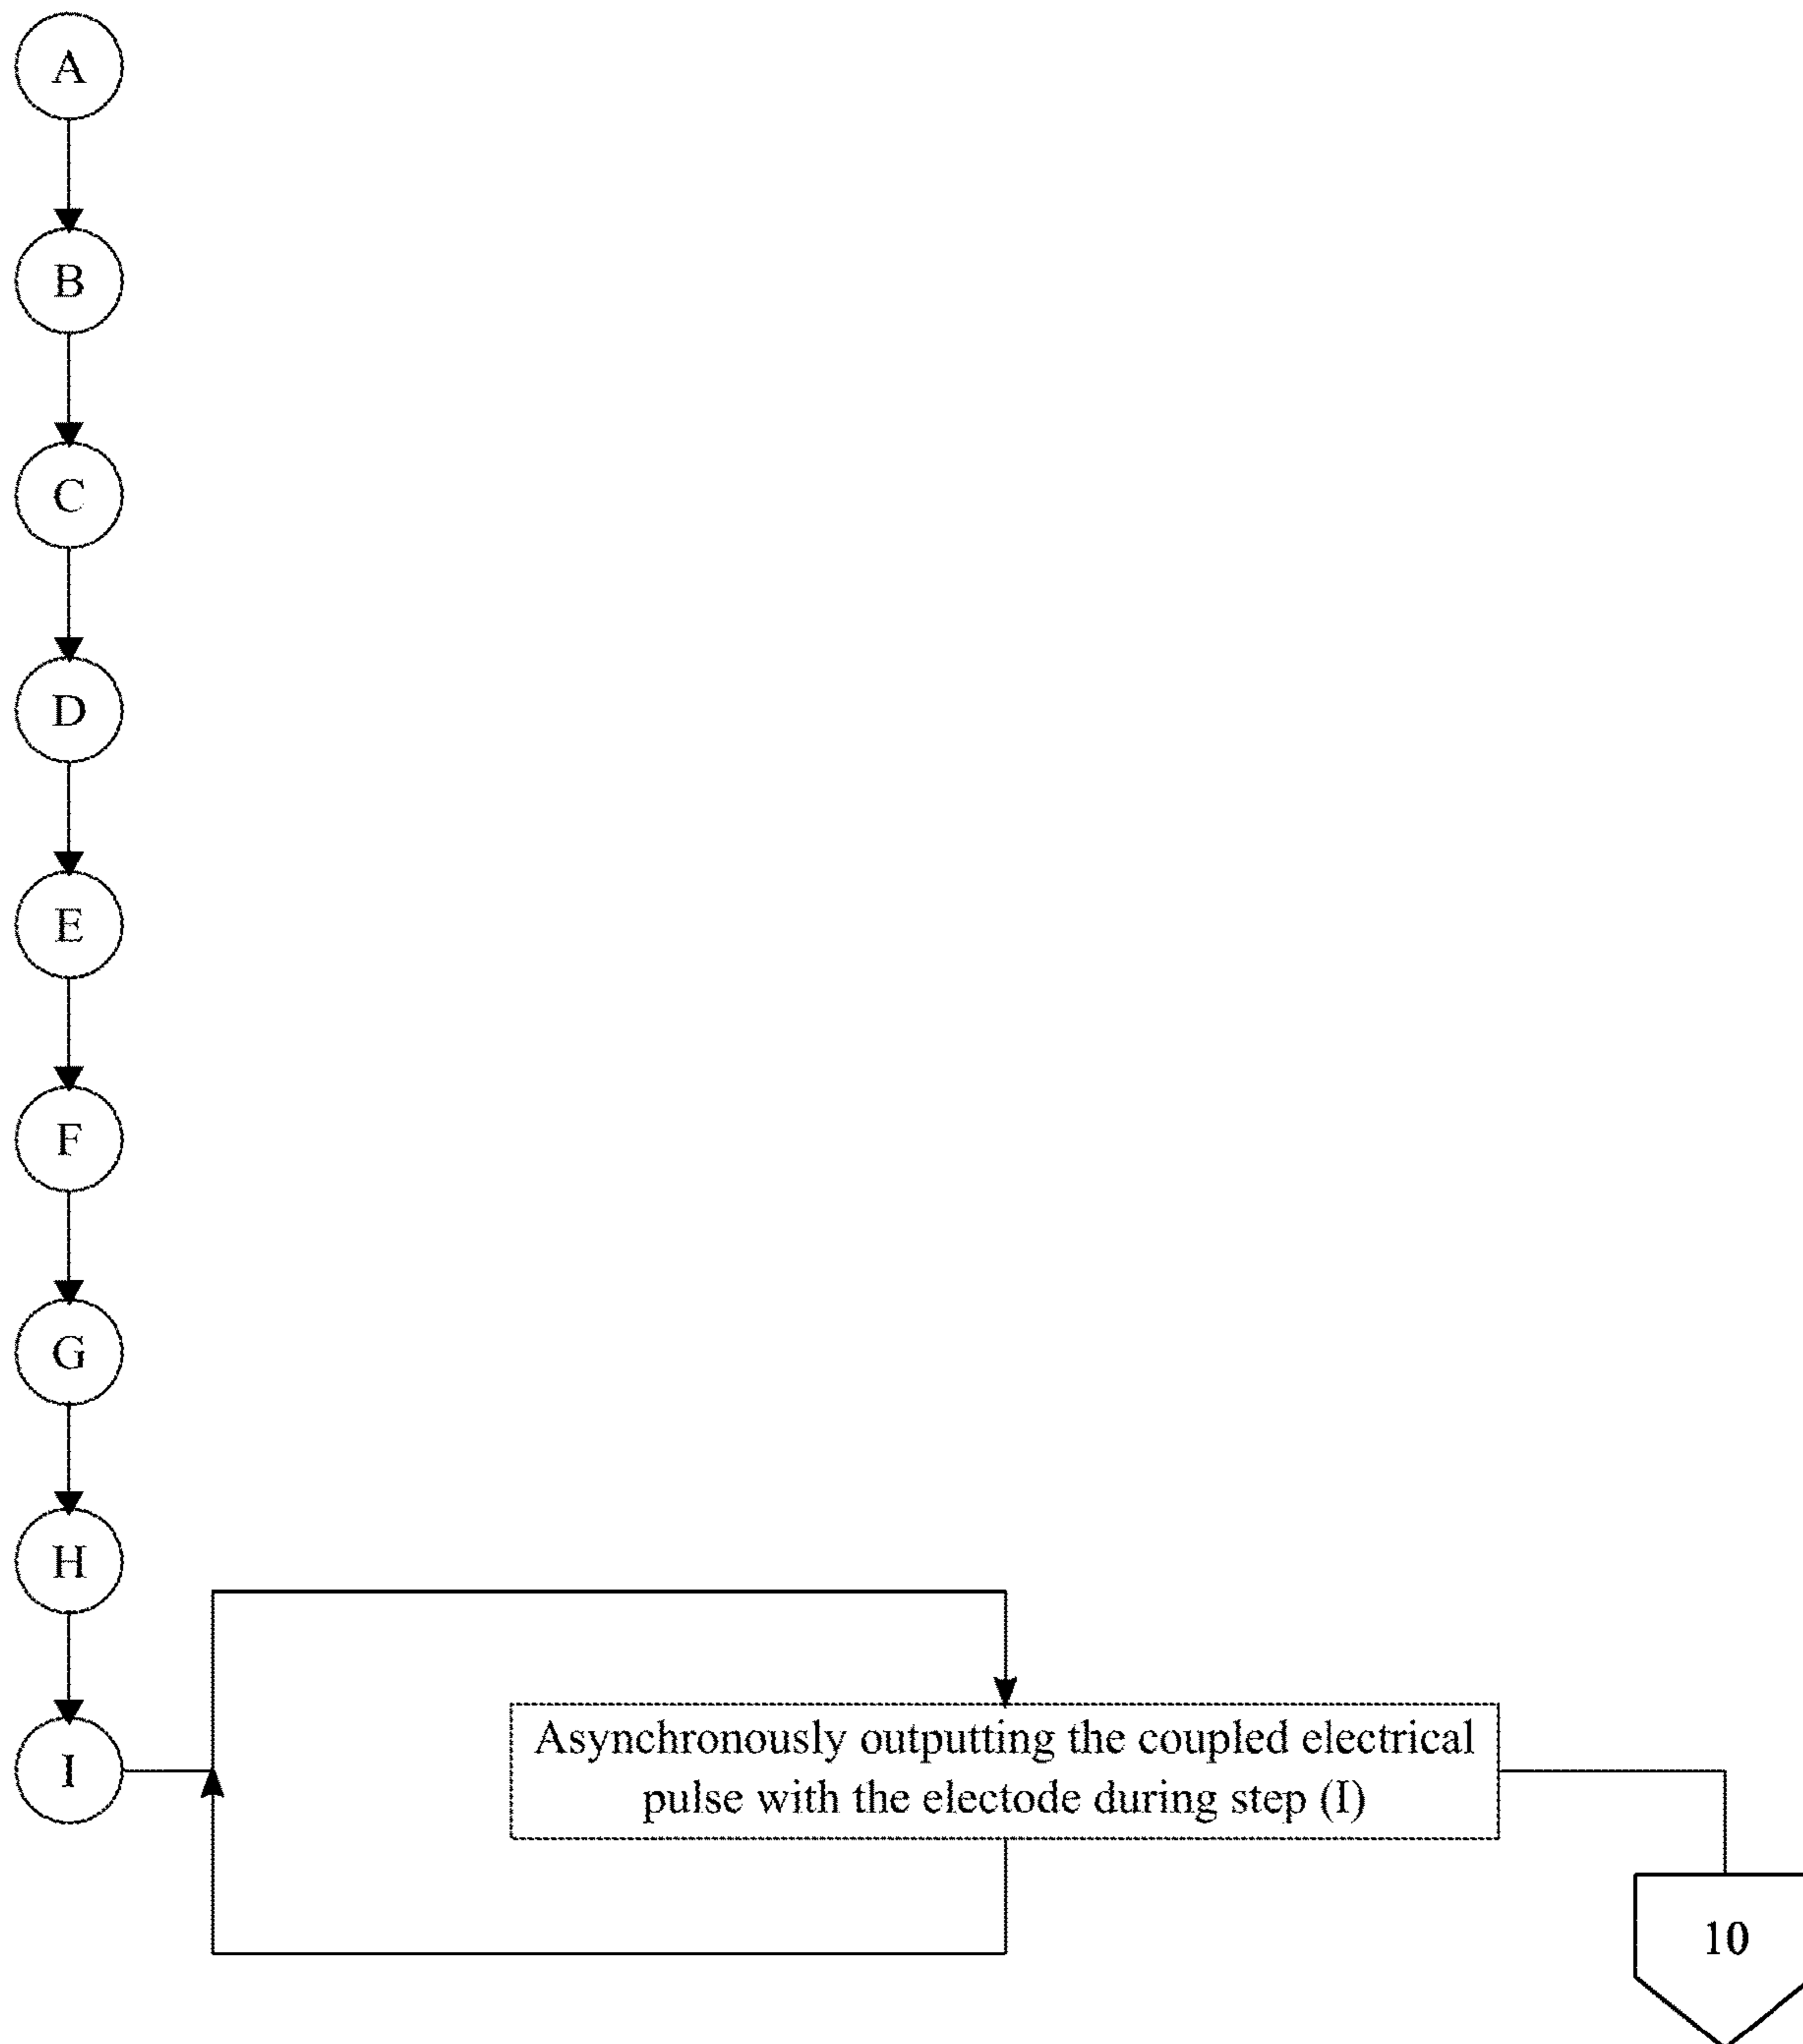 A
B
C
D
E
F
G
H
I
Asynchronously outputting the coupled electrical
pulse with the electode during step (I)
10